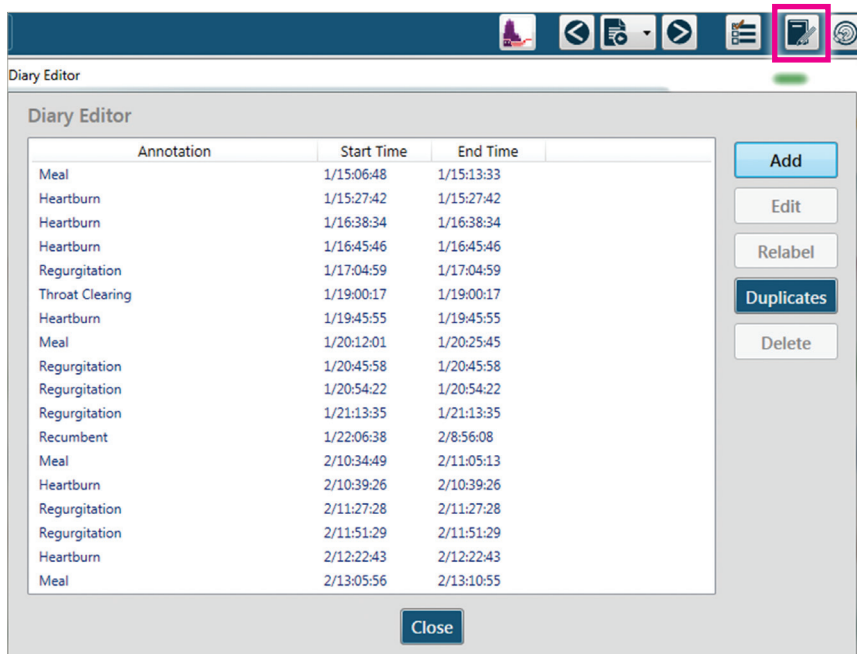 Diary Editor
Diary Editor
Annotation Start Time End Time
Meal 1/15:06:48 1/15:13:33
Heartburn 1/15:27:42 1/15:27:42
Heartburn 1/16:38:34 1/16:38:34
Heartburn 1/16:45:46 1/16:45:46
Regurgitation 1/17:04:59 1/17:04:59
Throat Clearing 1/19:00:17 1/19:00:17
Heartburn 1/19:45:55 1/19:45:55
Meal 1/20:12:01 1/20:25:45
Regurgitation 1/20:45:58 1/20:45:58
Regurgitation 1/20:54:22 1/20:54:22
Regurgitation 1/21:13:35 1/21:13:35
Recumbent 1/22:06:38 2/8:56:08
Meal 2/10:34:49 2/11:05:13
Heartburn 2/10:39:26 2/10:39:26
Regurgitation 2/11:27:28 2/11:27:28
Regurgitation 2/11:51:29 2/11:51:29
Heartburn 2/12:22:43 2/12:22:43
Meal 2/13:05:56 2/13:10:55
Add
Edit
Relabel
Duplicates
Delete
Close